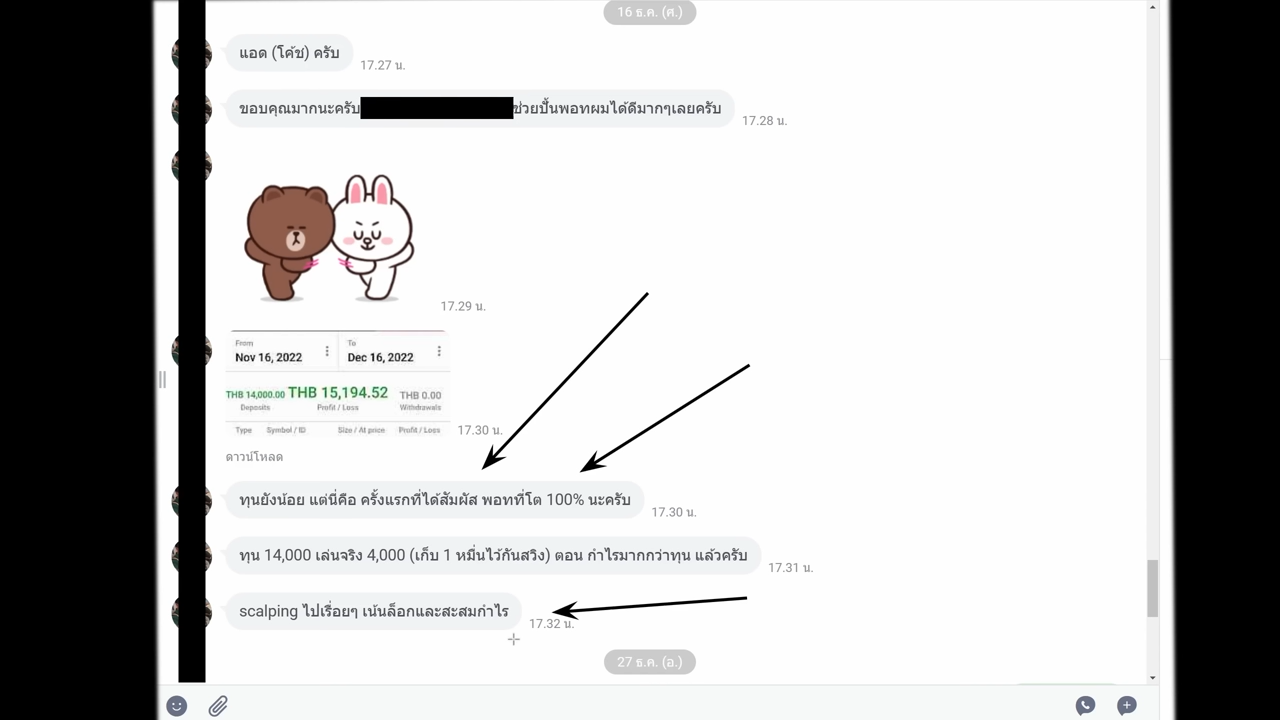 16 ธ.ค. (ศ.)
แอด (โค้ช) ครับ
17.27 น.
ขอบคุณมากนะครับ ช่วยปั้นพอทผมได้ดีมากๆเลยครับ
17.28 น.
17.29 น.
From
To
Nov 16, 2022
Dec 16, 2022
THB 14,000.00 THB 15,194.52 THB 0.00
Deposits Profit / Loss Withdrawals
Type Symbol / ID Size / At price Profit / Loss
17.30 น.
ดาวน์โหลด
ทุนยังน้อย แต่นี่คือ ครั้งแรกที่ได้สัมผัส พอทที่โต 100% นะครับ
17.30 น.
ทุน 14,000 เล่นจริง 4,000 (เก็บ 1 หมื่นไว้กันสวิง) ตอน กำไรมากกว่าทุน แล้วครับ
17.31 น.
scalping ไปเรื่อยๆ เน้นล็อกและสะสมกำไร
17.32 น.
27 ธ.ค. (อ.)